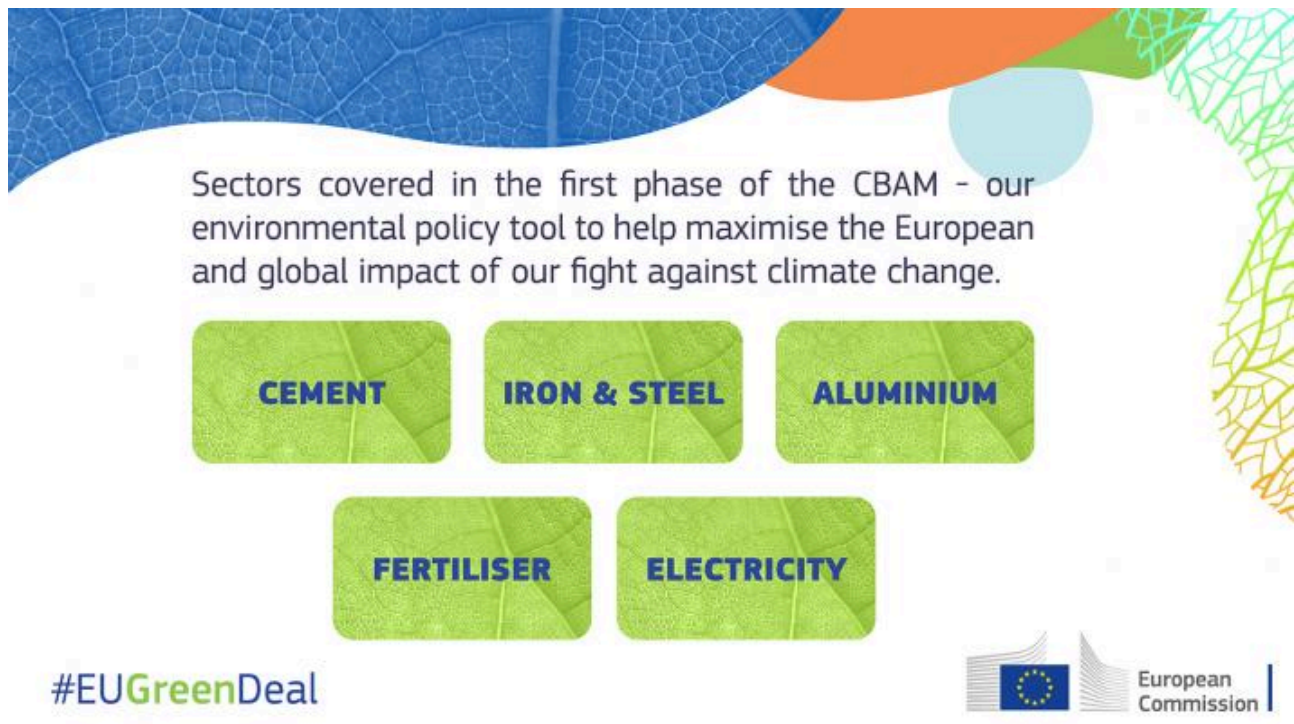 Sectors covered in the first phase of the CBAM - our
environmental policy tool to help maximise the European
and global impact of our fight against climate change.
CEMENT
IRON & STEEL
ALUMINIUM
FERTILISER
ELECTRICITY
#EUGreenDeal
European
Commission